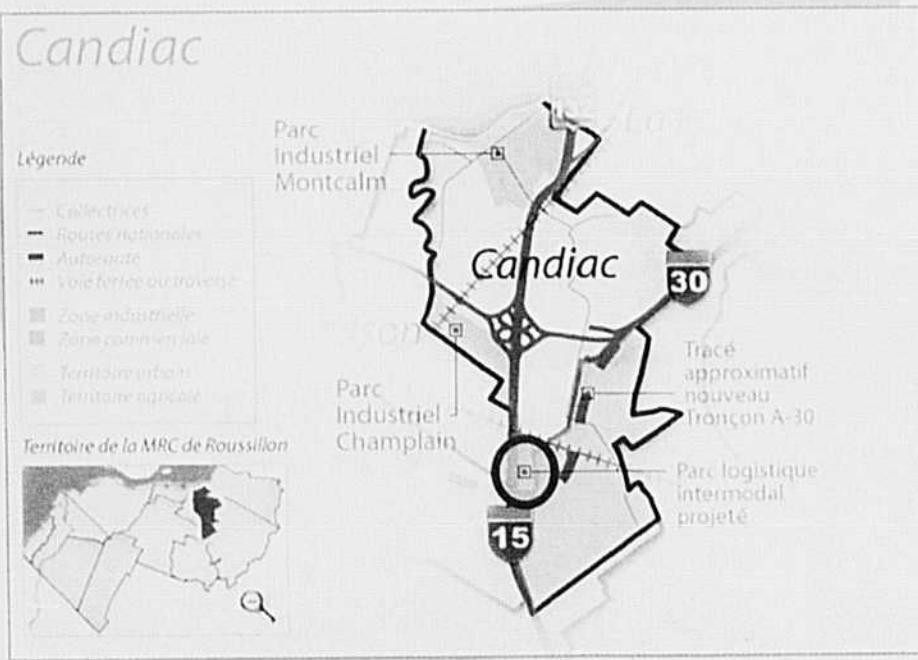 Candiac
Légende
Collectrices
Routes nationales
Autoroute
Voie ferrée ou traverse
Zone industrielle
Zone commerciale
Territoire urbain
Territoire agricole
Territoire de la MRC de Roussillon
Parc
Industriel
Montcalm
Candiac
30
Parc
Industriel
Champlain
Tracé
approximatif
nouveau
Tronçon A-30
Parc logistique
intermodal
projeté
15